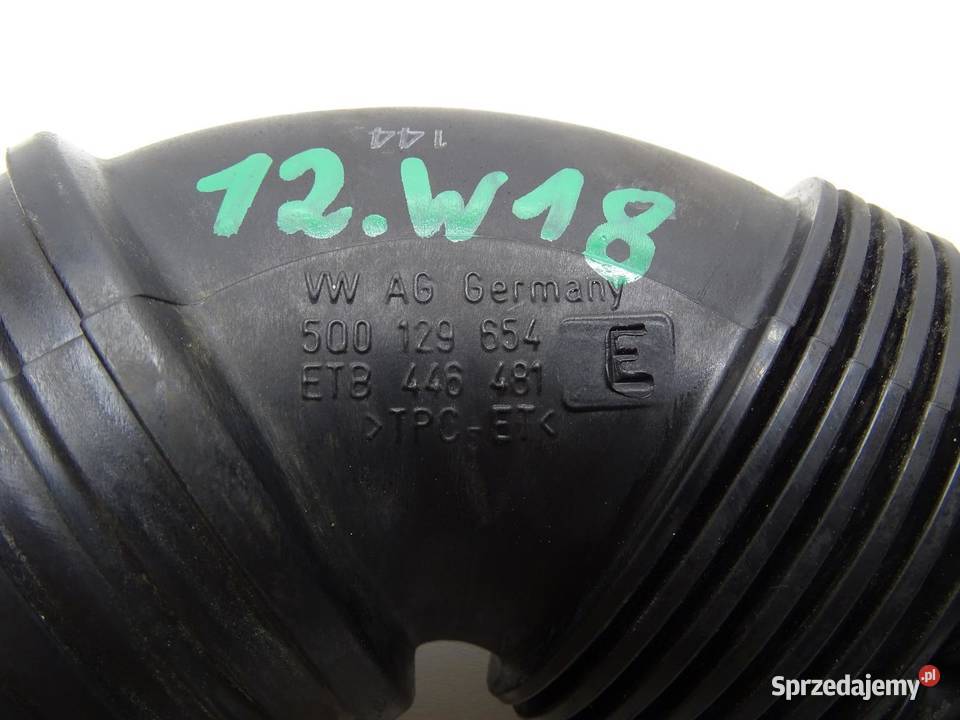 144
12.W18
VW AG Germany
5Q0 129 654 E
ETB 446 481
>TPC-ET<
Sprzedajemy.pl